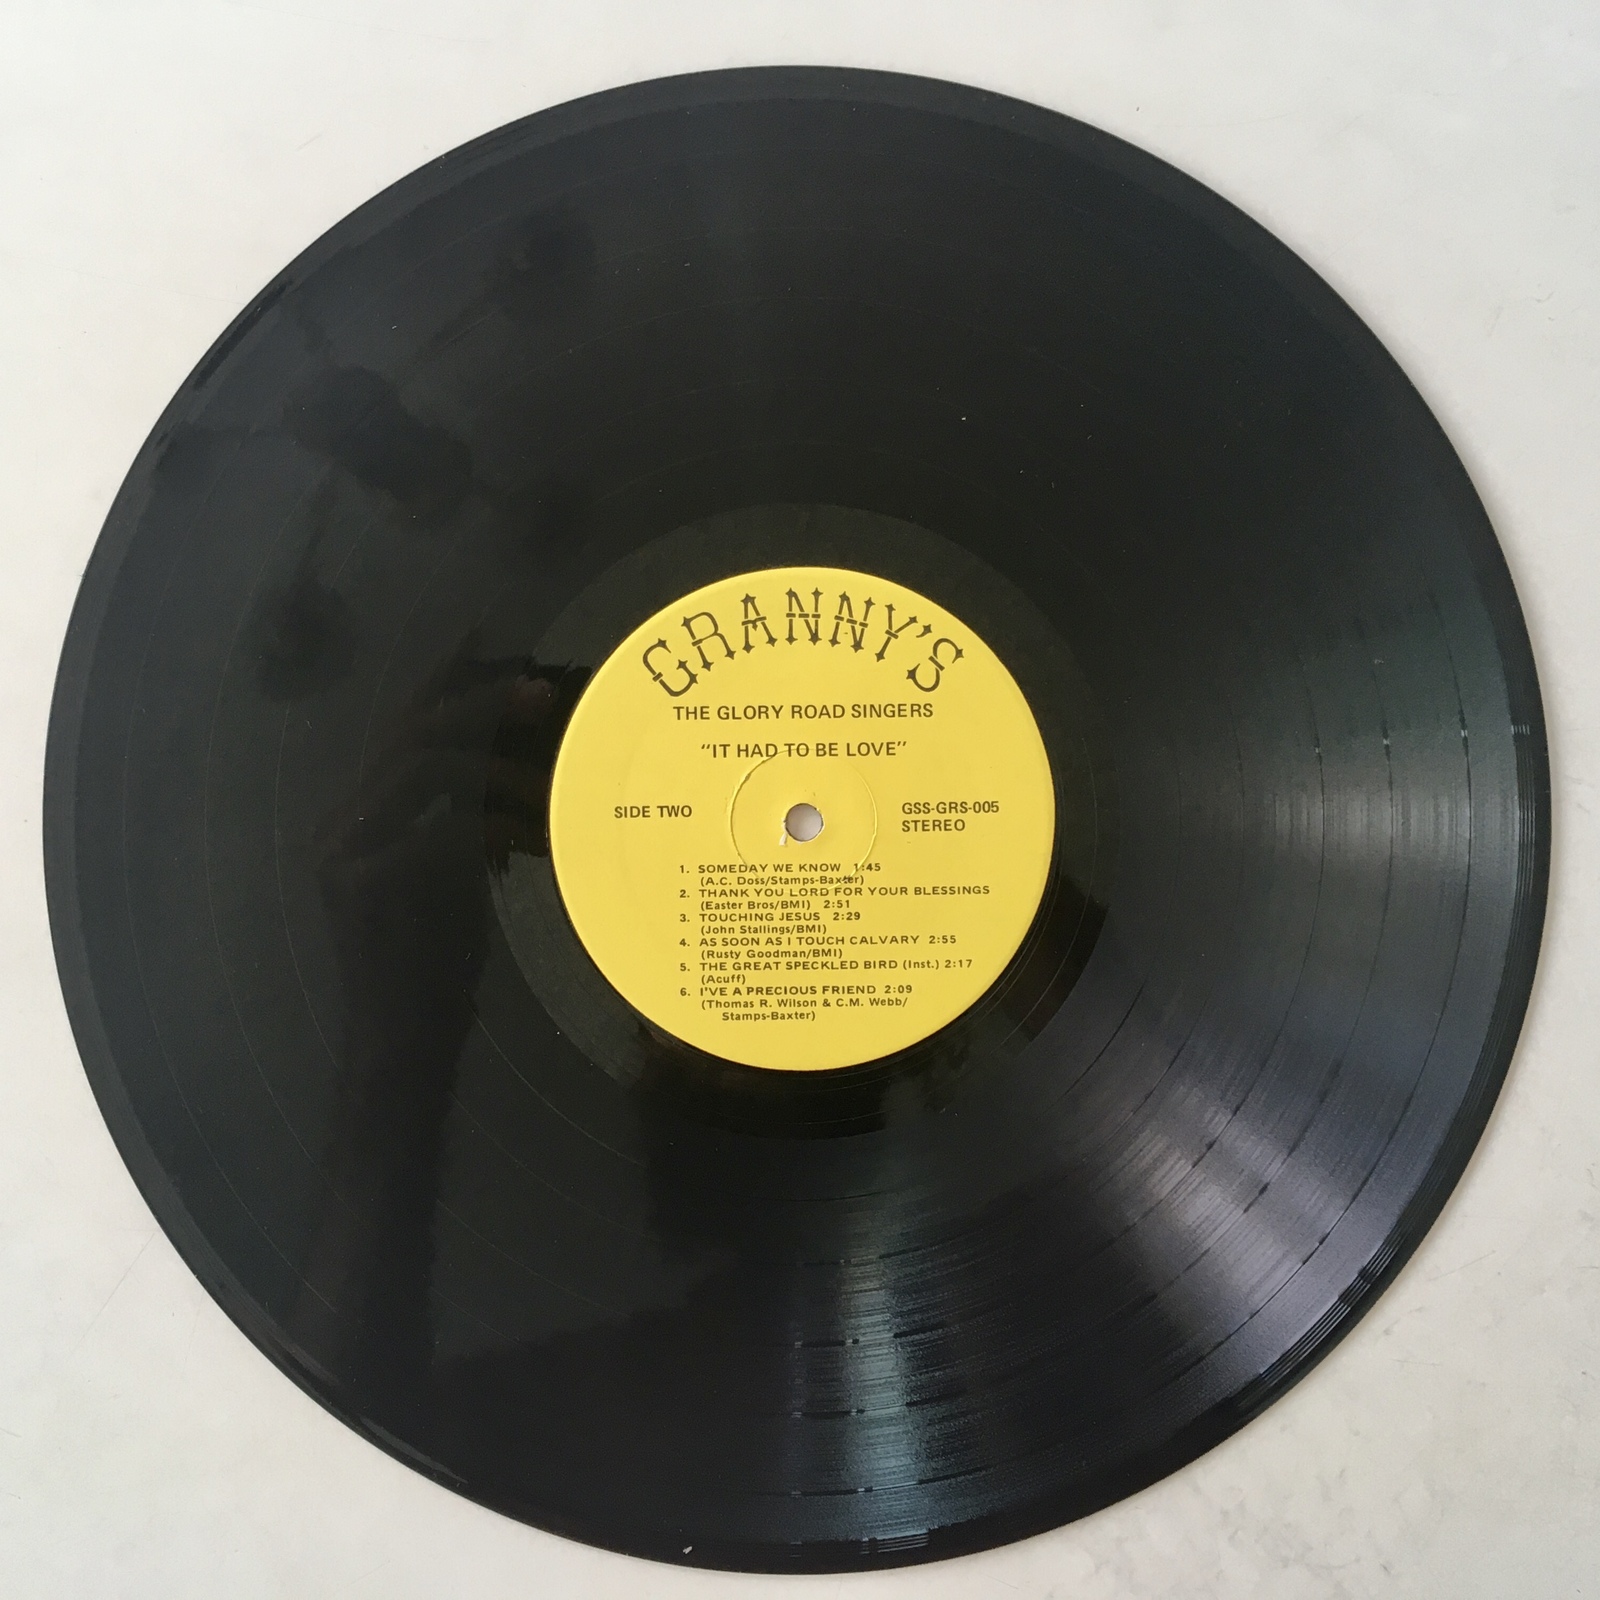 GRANNY'S
THE GLORY ROAD SINGERS
"IT HAD TO BE LOVE"
SIDE TWO
GSS-GRS-005
STEREO
1. SOMEDAY WE KNOW 1:45
(A.C. Doss/Stamps-Baxter)
2. THANK YOU LORD FOR YOUR BLESSINGS
(Easter Bros/BMI) 2:51
3. TOUCHING JESUS 2:29
(John Stallings/BMI)
4. AS SOON AS I TOUCH CALVARY 2:55
(Rusty Goodman/BMI)
5. THE GREAT SPECKLED BIRD (Inst.) 2:17
(Acuff)
6. I'VE A PRECIOUS FRIEND 2:09
(Thomas R. Wilson & C.M. Webb/
Stamps-Baxter)